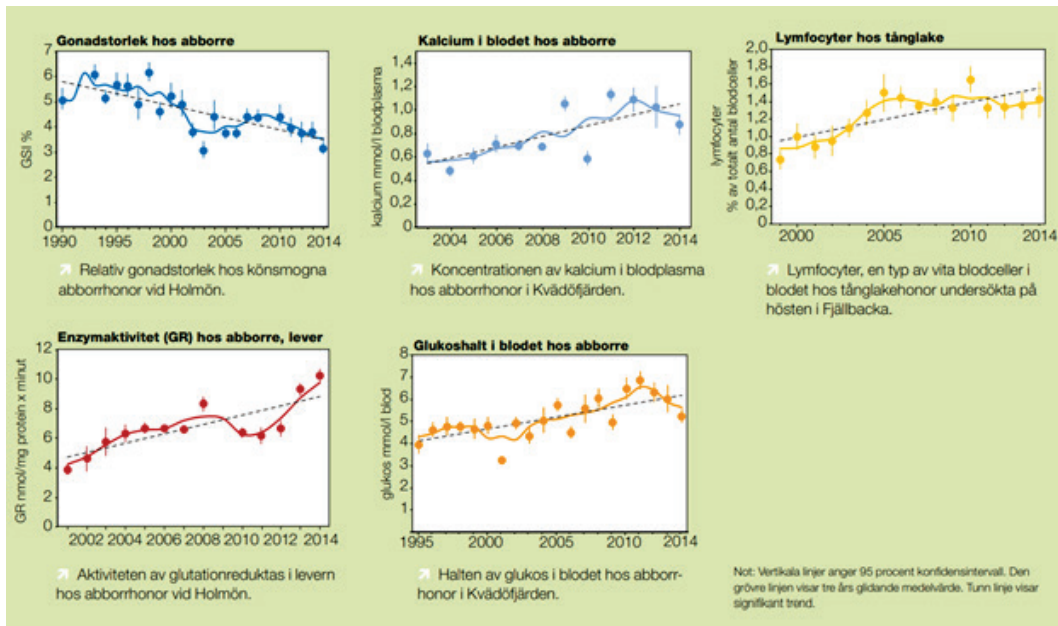 Gonadstorlek hos abborre
7
6
5
4
3
2
1
0
GSI %
1990 1995 2000 2005 2010 2014
Relativ gonadstorlek hos könsmogna
abborrhonor vid Holmön.
Kalcium i blodet hos abborre
1,4
1,2
1,0
0,8
0,6
0,4
0,2
0,0
kalcium mmol/l blodplasma
2004 2006 2008 2010 2012 2014
Koncentrationen av kalcium i blodplasma
hos abborrhonor i Kvädöfjärden.
Lymfocyter hos tånglake
2,0
1,8
1,6
1,4
1,2
1,0
0,8
0,6
0,4
0,2
0,0
lymfocyter
% av totalt antal blodceller
2000 2005 2010 2014
Lymfocyter, en typ av vita blodceller i
blodet hos tånglakehonor undersökta på
hösten i Fjällbacka.
Enzymaktivitet (GR) hos abborre, lever
12
10
8
6
4
2
0
GR nmol/mg protein x minut
2002 2004 2006 2008 2010 2012 2014
Aktiviteten av glutationreduktas i levern
hos abborrhonor vid Holmön.
Glukoshalt i blodet hos abborre
8
7
6
5
4
3
2
1
0
glukos mmol/l blod
1995 2000 2005 2010 2014
Halten av glukos i blodet hos abborr-
honor i Kvädöfjärden.
Not: Vertikala linjer anger 95 procent konfidensintervall. Den
grövre linjen visar tre års glidande medelvärde. Tunn linje visar
signifikant trend.